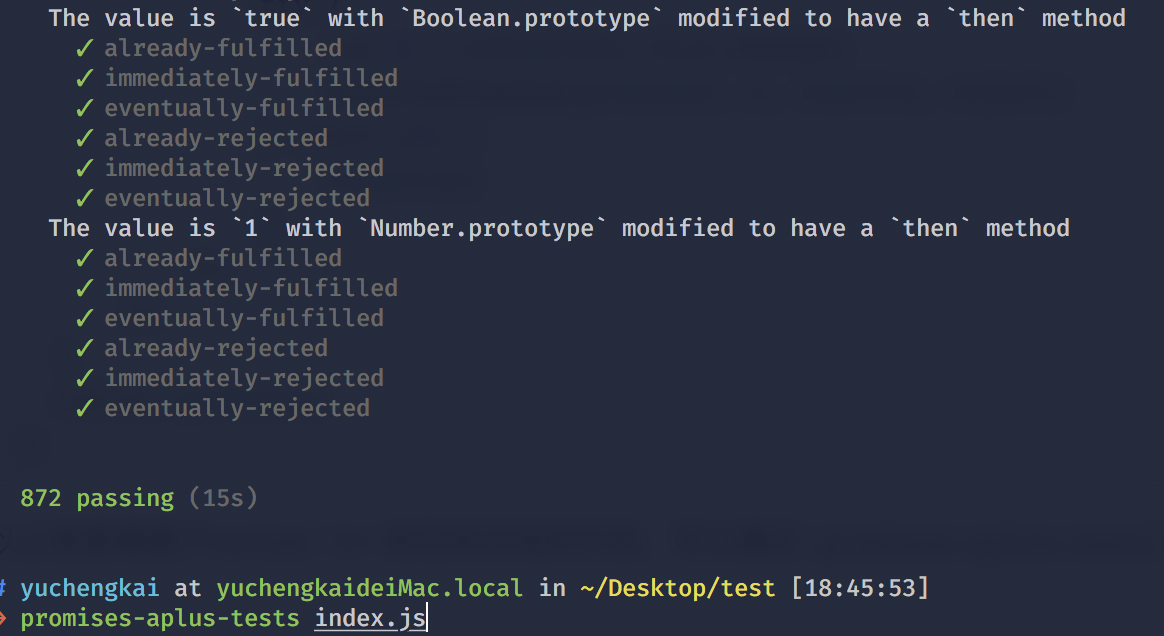 The value is `true` with `Boolean.prototype` modified to have a `then` method
✓ already-fulfilled
✓ immediately-fulfilled
✓ eventually-fulfilled
✓ already-rejected
✓ immediately-rejected
✓ eventually-rejected
The value is `1` with `Number.prototype` modified to have a `then` method
✓ already-fulfilled
✓ immediately-fulfilled
✓ eventually-fulfilled
✓ already-rejected
✓ immediately-rejected
✓ eventually-rejected
872 passing (15s)
# yuchengkai at yuchengkaideiMac.local in ~/Desktop/test [18:45:53]
promises-aplus-tests index.js